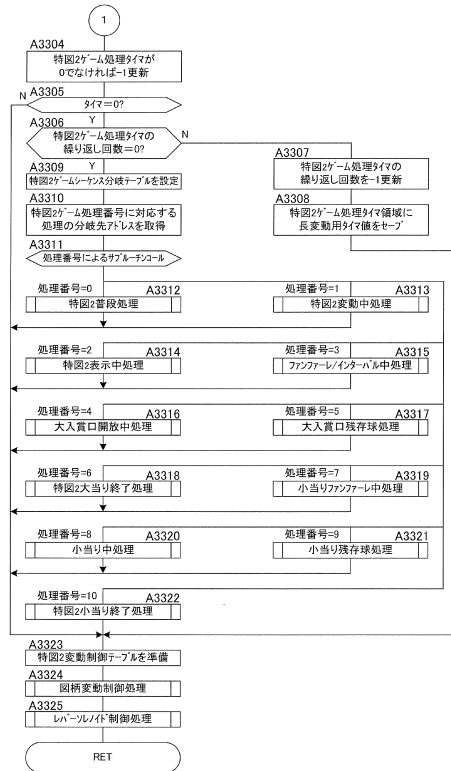 1
A3304
特図2ゲーム処理タイマが
0でなければ-1更新
A3305
N
タイマ=0?
Y
A3306
N
特図2ゲーム処理タイマの
繰り返し回数=0?
Y
A3307
特図2ゲーム処理タイマの
繰り返し回数を-1更新
A3308
特図2ゲーム処理タイマ領域に
長変動用タイマ値をセーブ
A3309
特図2ゲームシーケンス分岐テーブルを設定
A3310
特図2ゲーム処理番号に対応する
処理の分岐先アドレスを取得
A3311
処理番号によるサブルーチンコール
処理番号=0
A3312
特図2普段処理
処理番号=1
A3313
特図2変動中処理
処理番号=2
A3314
特図2表示中処理
処理番号=3
A3315
ファンファーレ/インターバル中処理
処理番号=4
A3316
大入賞口開放中処理
処理番号=5
A3317
大入賞口残存球処理
処理番号=6
A3318
特図2大当り終了処理
処理番号=7
A3319
小当りファンファーレ中処理
処理番号=8
A3320
小当り中処理
処理番号=9
A3321
小当り残存球処理
処理番号=10
A3322
特図2小当り終了処理
A3323
特図2変動制御テーブルを準備
A3324
図柄変動制御処理
A3325
レバーソレノイド制御処理
RET